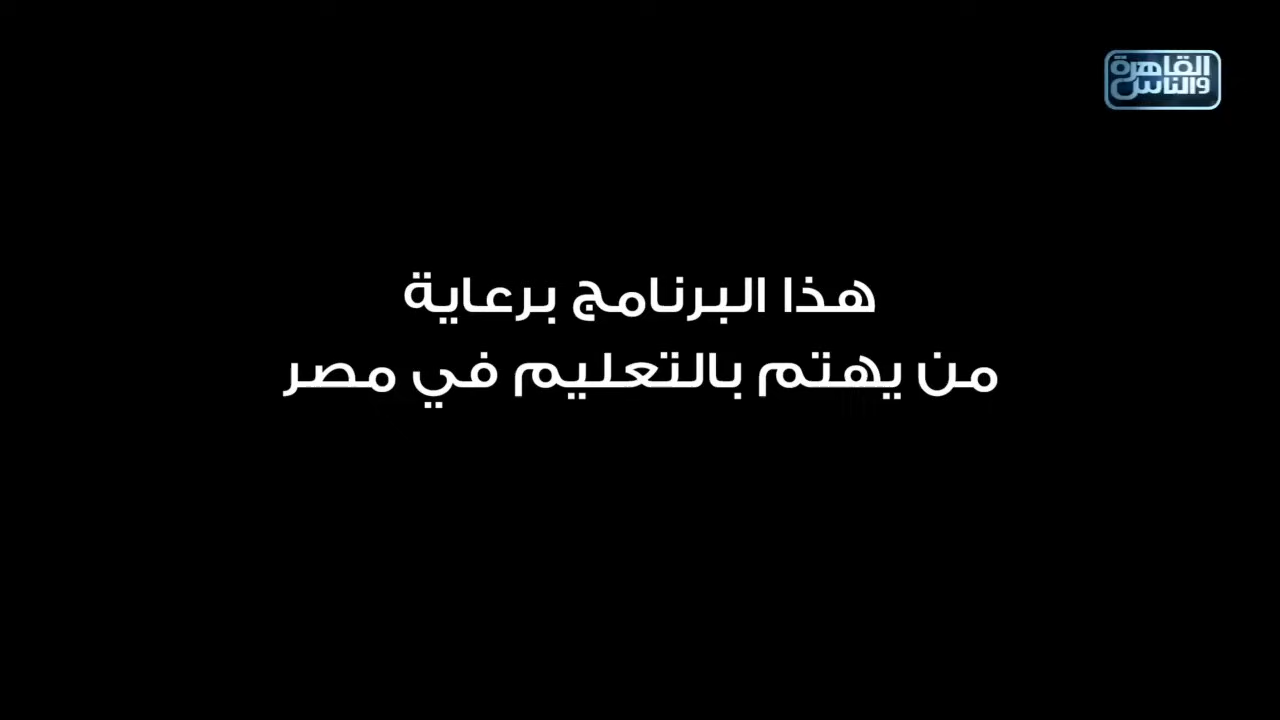 القاهرة
والناس
هذا البرنامج برعاية
من يهتم بالتعليم في مصر